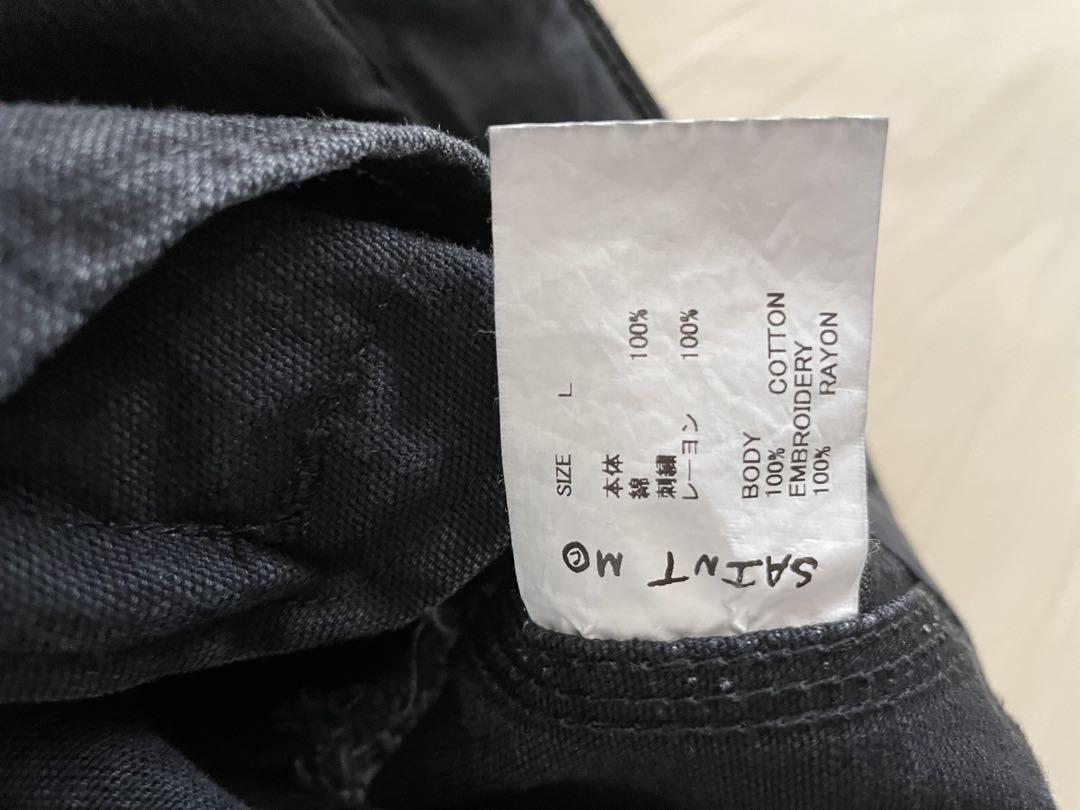 SAINT M
SIZE L
本体
綿 100%
刺繍
レーヨン 100%
BODY
100% COTTON
EMBROIDERY
100% RAYON